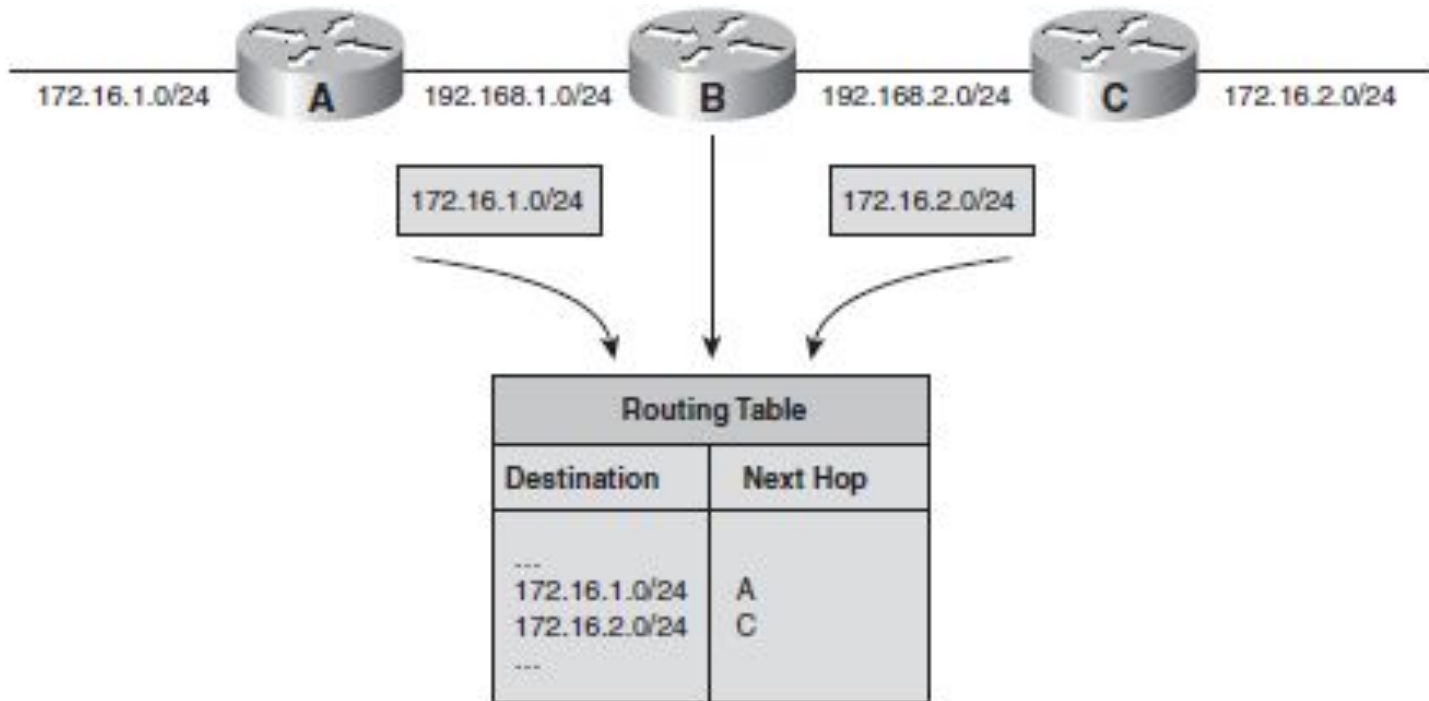 A
B
C
172.16.1.0/24
192.168.1.0/24
192.168.2.0/24
172.16.2.0/24
172.16.1.0/24
172.16.2.0/24
Routing Table
Destination Next Hop
...
172.16.1.0/24 A
172.16.2.0/24 C
...